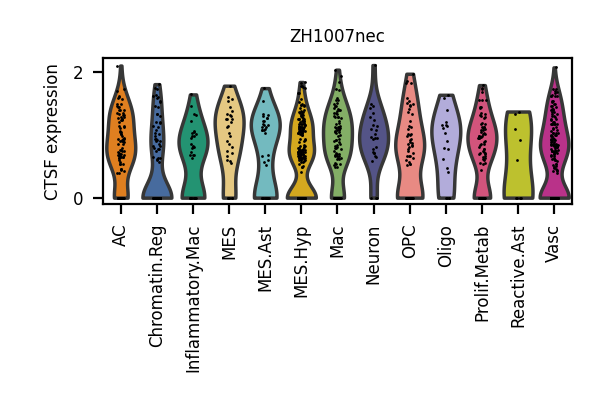 ZH1007nec
CTSF expression
2
0
AC
Chromatin.Reg
Inflammatory.Mac
MES
MES.Ast
MES.Hyp
Mac
Neuron
OPC
Oligo
Prolif.Metab
Reactive.Ast
Vasc